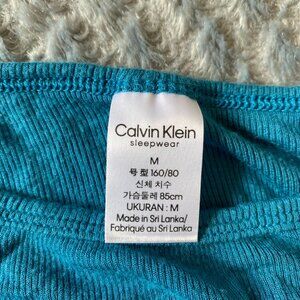 Calvin Klein
sleepwear
M
号型 160/80
신체 치수
가슴둘레 85cm
UKURAN : M
Made in Sri Lanka/
Fabriqué au Sri Lanka